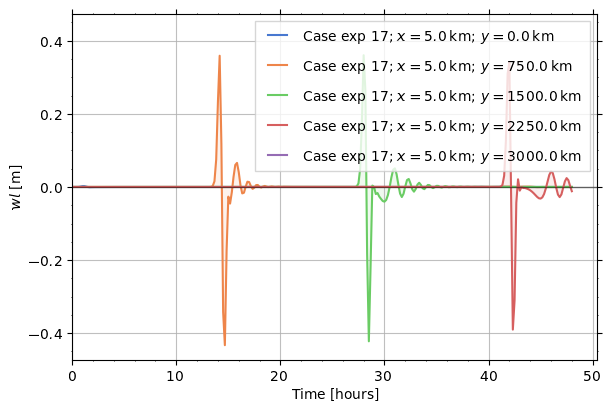 0.4
0.2
0.0
−0.2
−0.4
wl [m]
Case exp 17; x = 5.0 km; y = 0.0 km
Case exp 17; x = 5.0 km; y = 750.0 km
Case exp 17; x = 5.0 km; y = 1500.0 km
Case exp 17; x = 5.0 km; y = 2250.0 km
Case exp 17; x = 5.0 km; y = 3000.0 km
0 10 20 30 40 50
Time [hours]